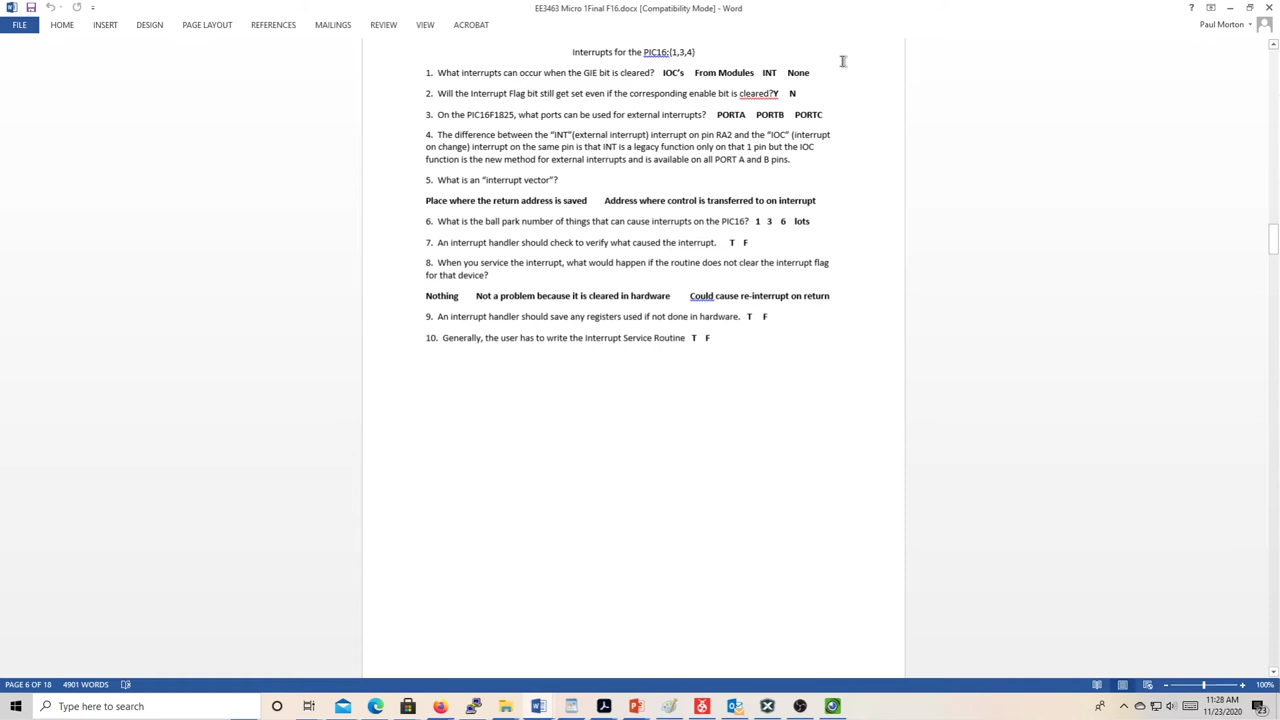 EE3463 Micro 1Final F16.docx [Compatibility Mode] - Word
FILE HOME INSERT DESIGN PAGE LAYOUT REFERENCES MAILINGS REVIEW VIEW ACROBAT
Paul Morton
Interrupts for the PIC16:{1,3,4}
1. What interrupts can occur when the GIE bit is cleared? IOC's From Modules INT None
2. Will the Interrupt Flag bit still get set even if the corresponding enable bit is cleared?Y N
3. On the PIC16F1825, what ports can be used for external interrupts? PORTA PORTB PORTC
4. The difference between the “INT”(external interrupt) interrupt on pin RA2 and the “IOC” (interrupt
on change) interrupt on the same pin is that INT is a legacy function only on that 1 pin but the IOC
function is the new method for external interrupts and is available on all PORT A and B pins.
5. What is an “interrupt vector”?
Place where the return address is saved Address where control is transferred to on interrupt
6. What is the ball park number of things that can cause interrupts on the PIC16? 1 3 6 lots
7. An interrupt handler should check to verify what caused the interrupt. T F
8. When you service the interrupt, what would happen if the routine does not clear the interrupt flag
for that device?
Nothing Not a problem because it is cleared in hardware Could cause re-interrupt on return
9. An interrupt handler should save any registers used if not done in hardware. T F
10. Generally, the user has to write the Interrupt Service Routine T F
PAGE 6 OF 18 4901 WORDS
100%
Type here to search
11:28 AM
11/23/2020
23